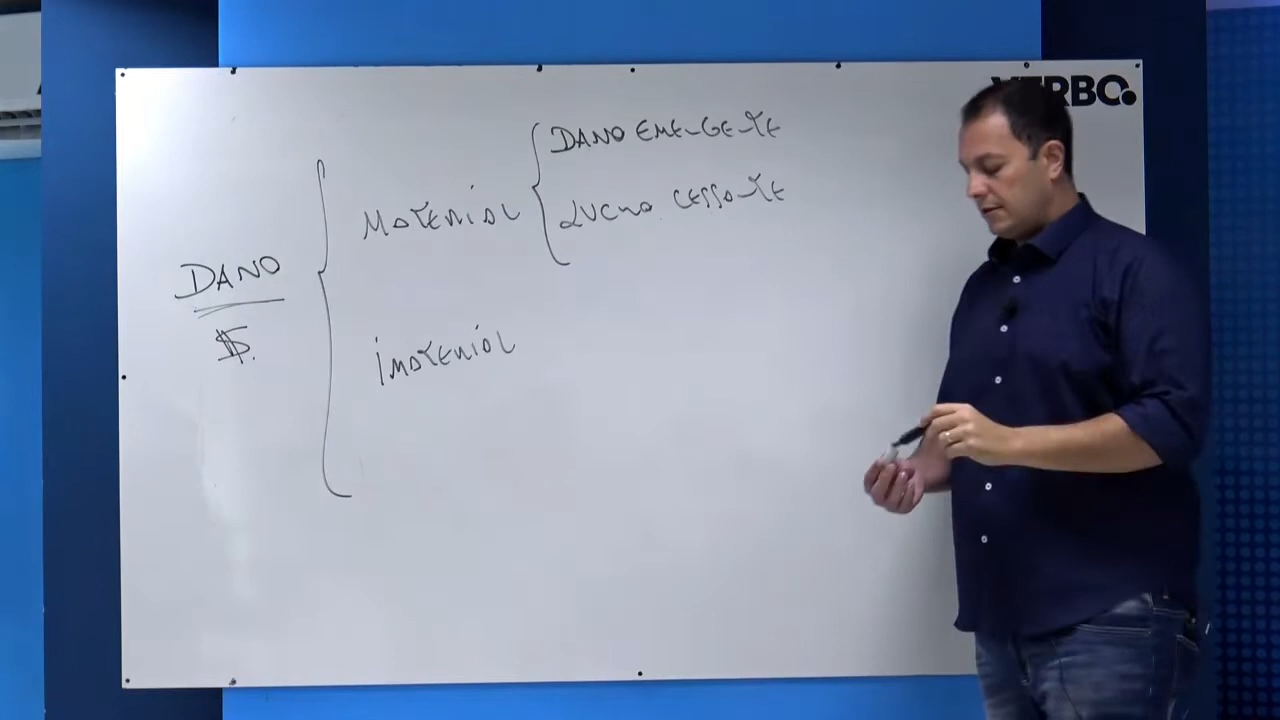 VERBO.
DANO EMERGENTE
MATERIAL
LUCRO CESSANTE
DANO
$
IMATERIAL